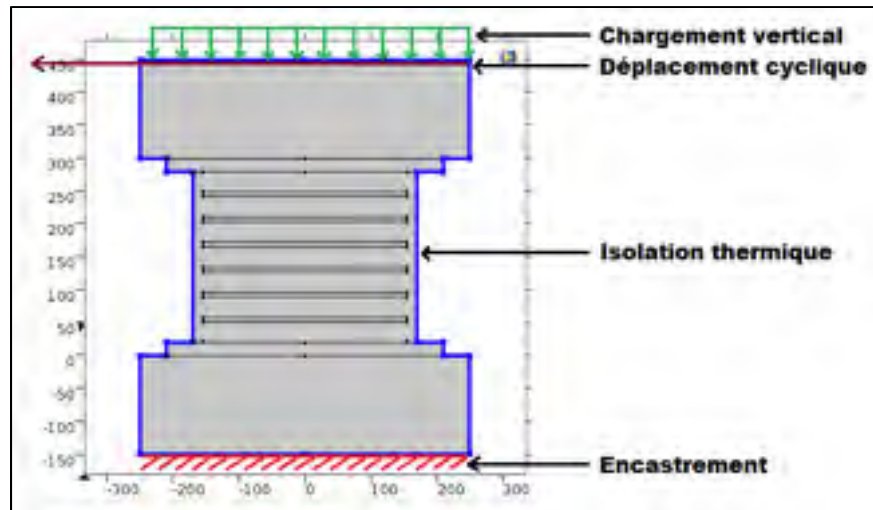 Chargement vertical
Déplacement cyclique
450
400
350
300
250
200
150
100
50
0
-50
-100
-150
Isolation thermique
Encastrement
-300 -200 -100 0 100 200 300